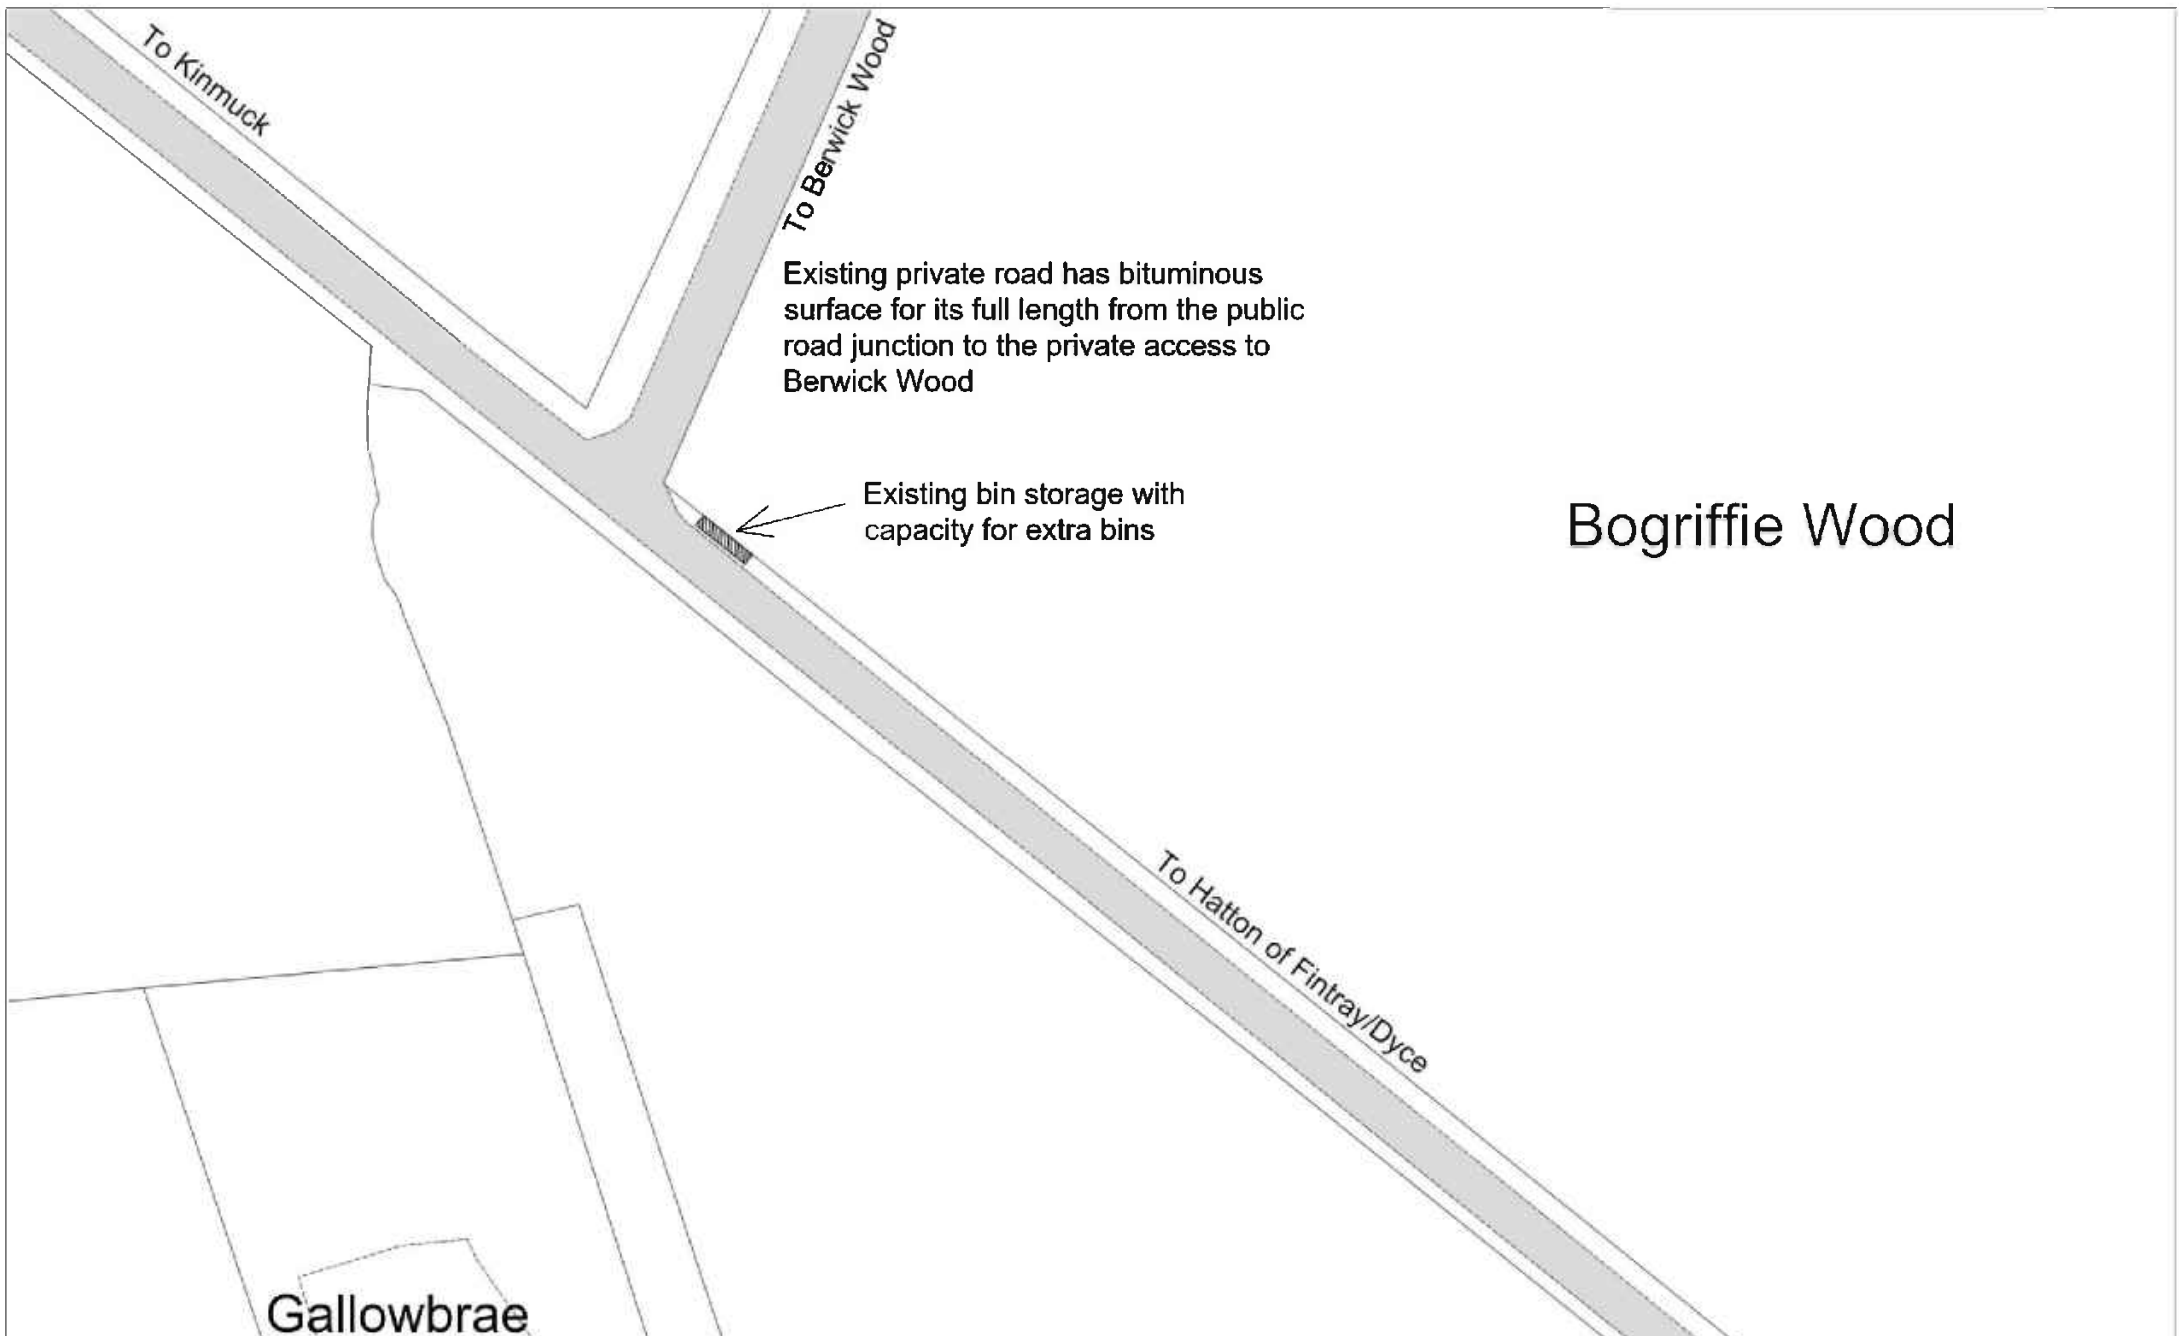 To Kinmuck
To Berwick Wood
Existing private road has bituminous
surface for its full length from the public
road junction to the private access to
Berwick Wood
Existing bin storage with
capacity for extra bins
Bogriffie Wood
To Hatton of Fintray/Dyce
Gallowbrae